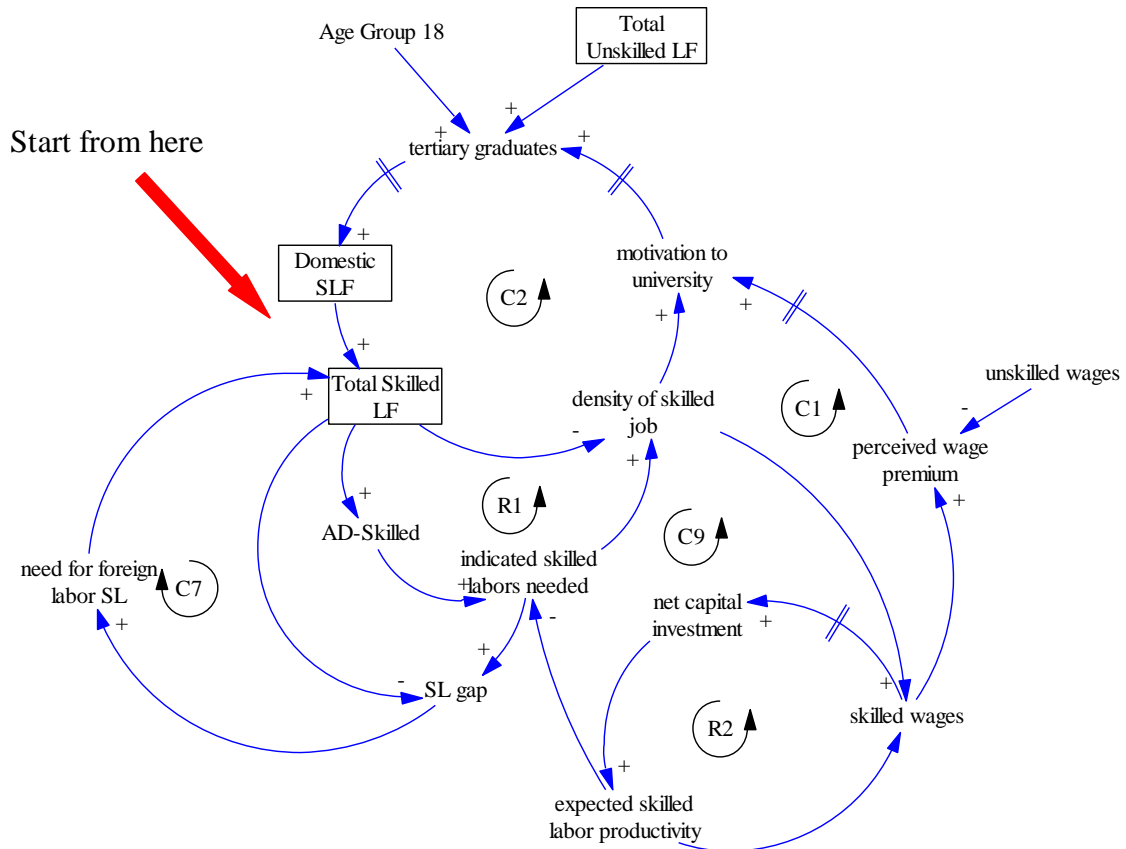 Age Group 18
Total
Unskilled LF
Start from here
+
+
+
+
tertiary graduates
+
Domestic
SLF
C2
motivation to
university
+
+
+
+
Total Skilled
LF
density of skilled
job
C1
unskilled wages
-
-
+
perceived wage
premium
+
+
R1
AD-Skilled
C9
need for foreign
labor SL
C7
indicated skilled
+labors needed
net capital
investment
+
-
+
+
-
SL gap
+
skilled wages
R2
+
expected skilled
labor productivity